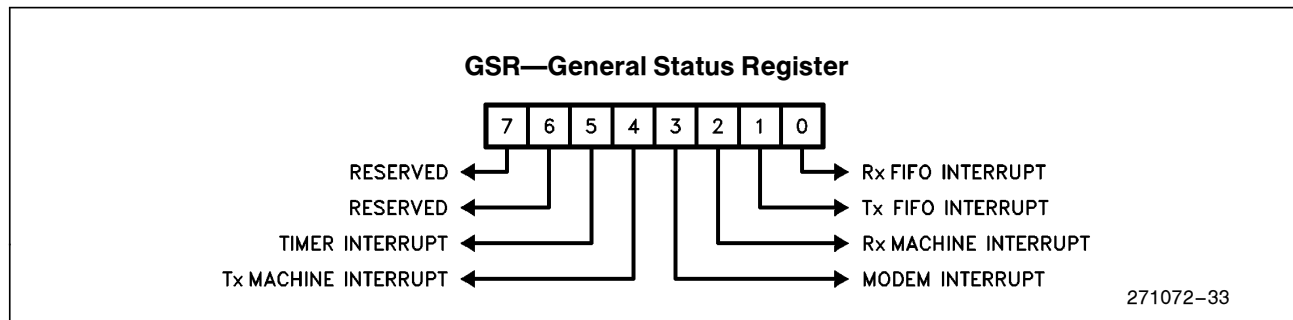 GSR—General Status Register
7 6 5 4 3 2 1 0
RESERVED Rx FIFO INTERRUPT
RESERVED Tx FIFO INTERRUPT
TIMER INTERRUPT Rx MACHINE INTERRUPT
Tx MACHINE INTERRUPT MODEM INTERRUPT
271072–33